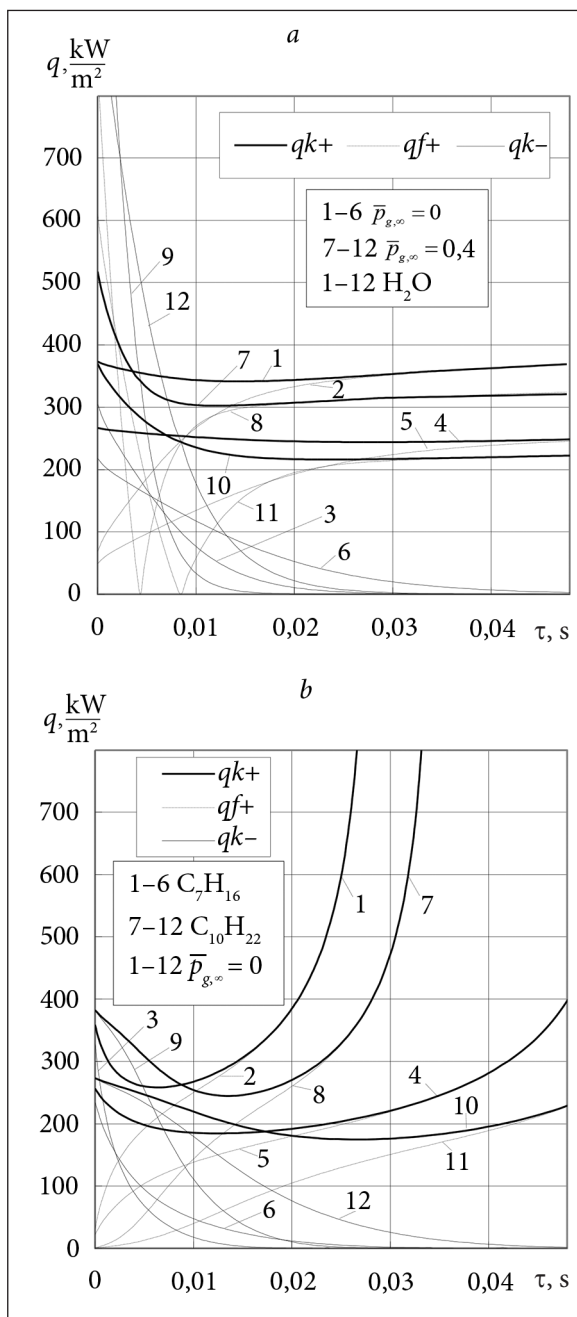 a
q, kW/m²
qk+ qf+ qk–
1–6 p̅g,∞ = 0
7–12 p̅g,∞ = 0,4
1–12 H₂O
700
600
500
400
300
200
100
0
9
12
7
1
2
8
5
4
10
11
3
6
0 0,01 0,02 0,03 0,04 τ, s
b
q, kW/m²
qk+
qf+
qk–
1–6 C₇H₁₆
7–12 C₁₀H₂₂
1–12 p̅g,∞ = 0
700
600
500
400
300
200
100
0
1
7
3
9
2
8
4
10
5
11
6
12
0 0,01 0,02 0,03 0,04 τ, s